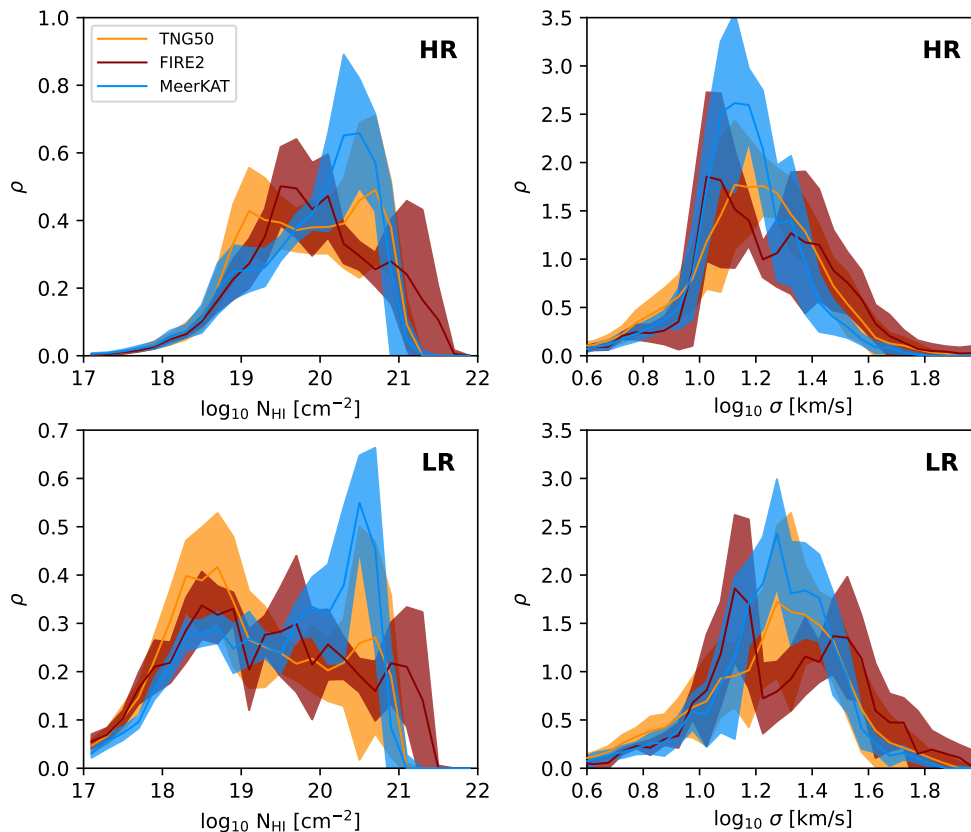 HR
TNG50
FIRE2
MeerKAT
ρ
1.0
0.8
0.6
0.4
0.2
0.0
17 18 19 20 21 22
log₁₀ N_HI [cm⁻²]
HR
ρ
3.5
3.0
2.5
2.0
1.5
1.0
0.5
0.0
0.6 0.8 1.0 1.2 1.4 1.6 1.8
log₁₀ σ [km/s]
LR
ρ
0.7
0.6
0.5
0.4
0.3
0.2
0.1
0.0
17 18 19 20 21 22
log₁₀ N_HI [cm⁻²]
LR
ρ
3.5
3.0
2.5
2.0
1.5
1.0
0.5
0.0
0.6 0.8 1.0 1.2 1.4 1.6 1.8
log₁₀ σ [km/s]